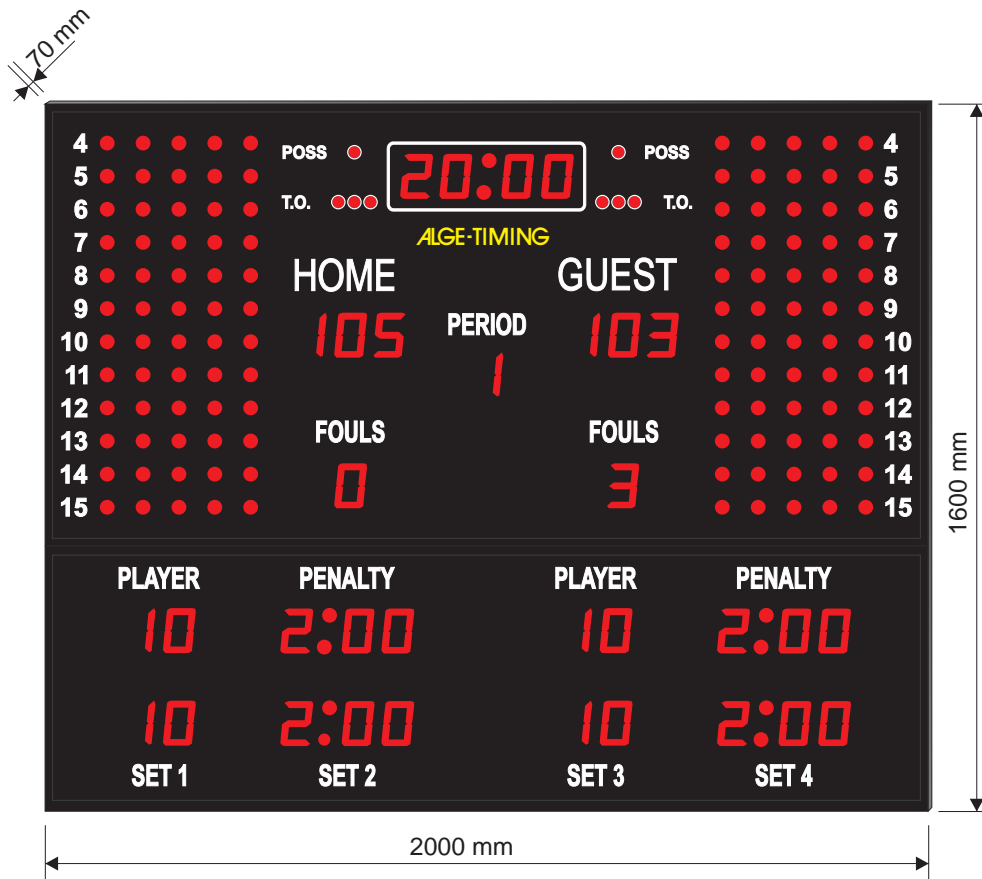 70 mm
4 POSS 20:00 POSS 4
5 5
6 T.O. T.O. 6
7 ALGE-TIMING 7
8 HOME GUEST 8
9 9
10 105 PERIOD 103 10
11 1 11
12 12
13 FOULS FOULS 13
14 0 3 14
15 15
1600 mm
PLAYER PENALTY PLAYER PENALTY
10 2:00 10 2:00
10 2:00 10 2:00
SET 1 SET 2 SET 3 SET 4
2000 mm